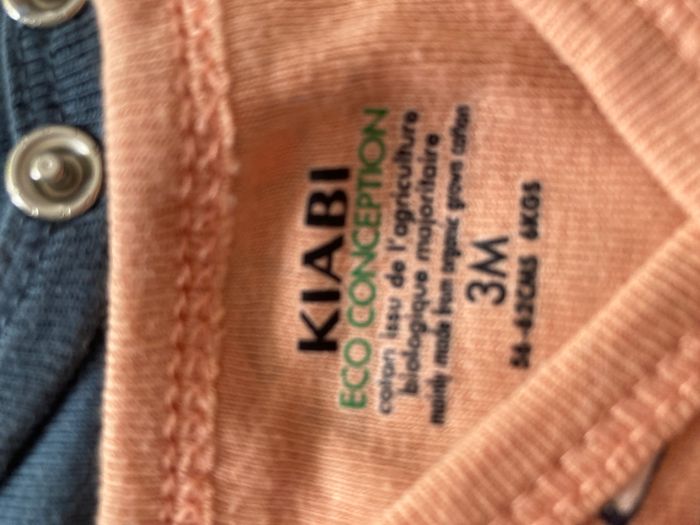 KIABI
ECO CONCEPTION
coton issu de l'agriculture
biologique majoritaire
mainly made from organic grown cotton
3M
56-62CMS 6KGS